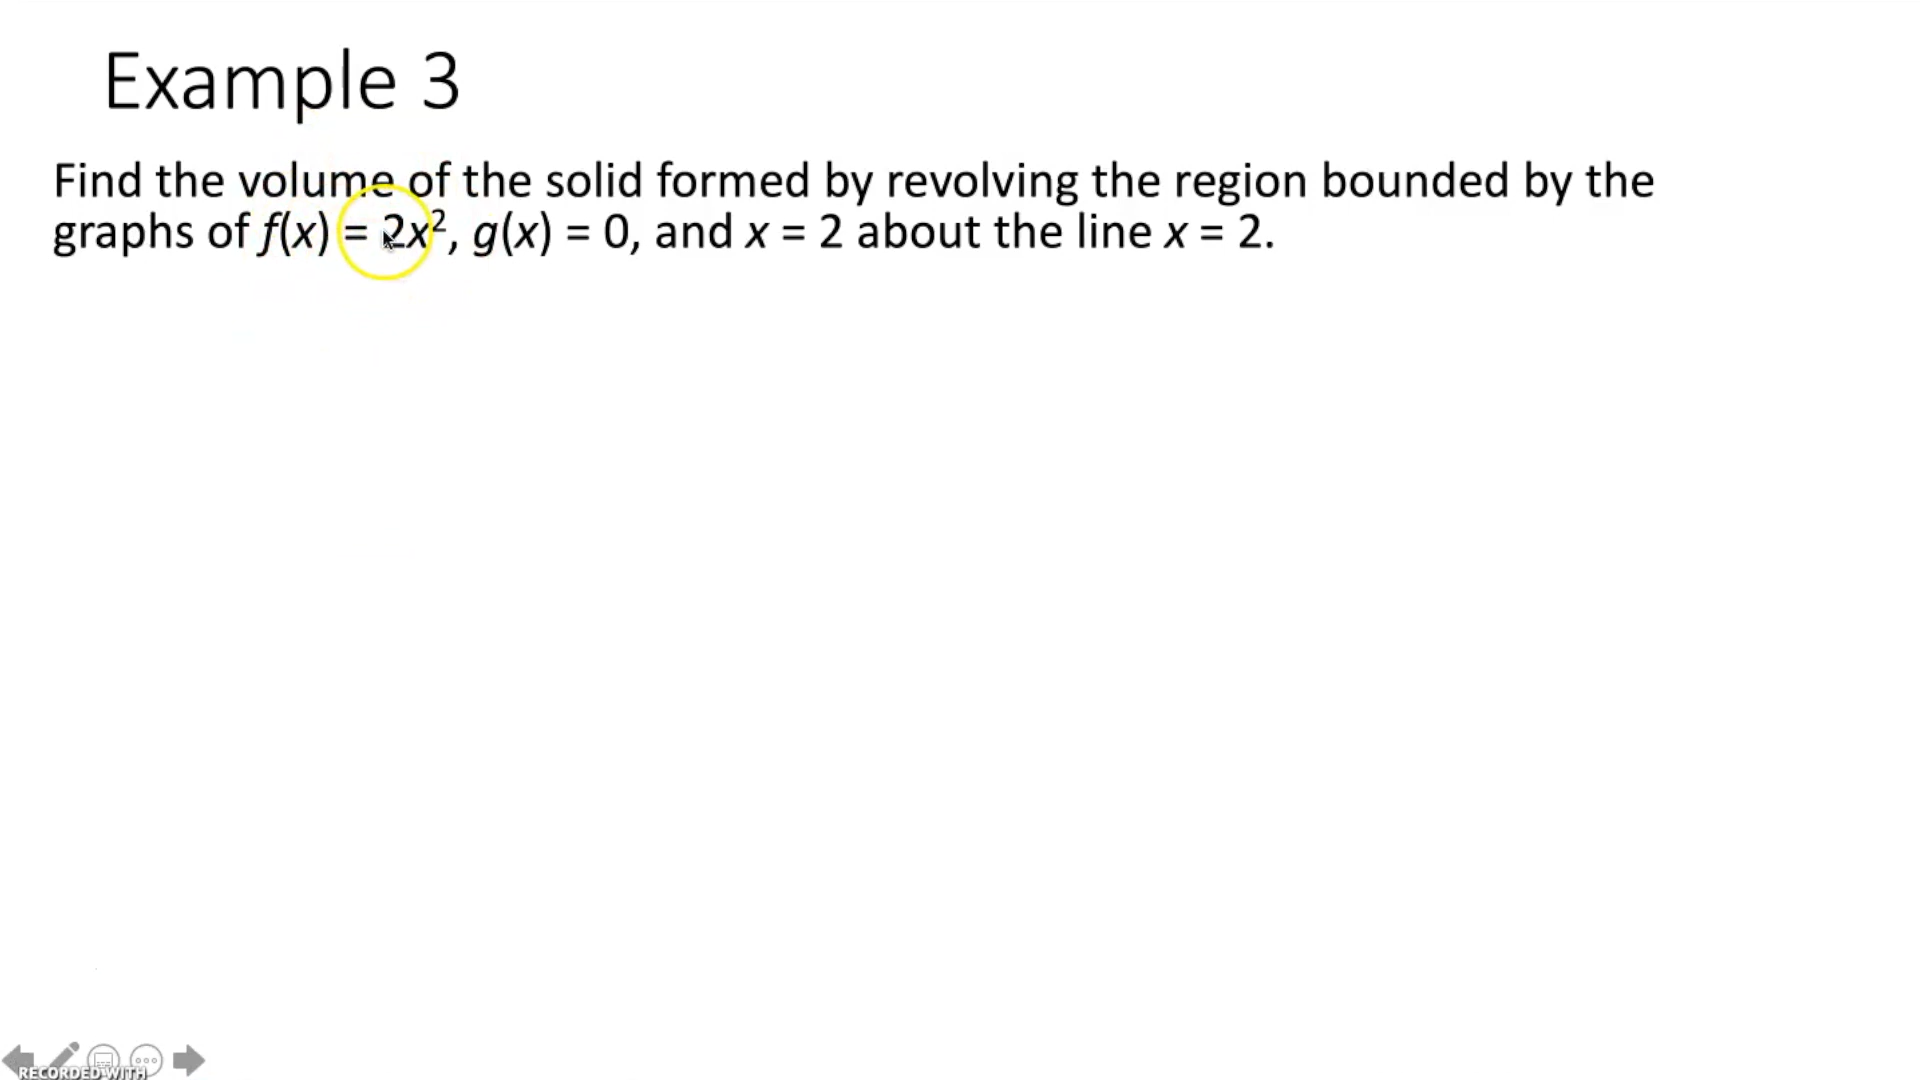 Example 3
Find the volume of the solid formed by revolving the region bounded by the
graphs of f(x) = 2x², g(x) = 0, and x = 2 about the line x = 2.
RECORDED WITH